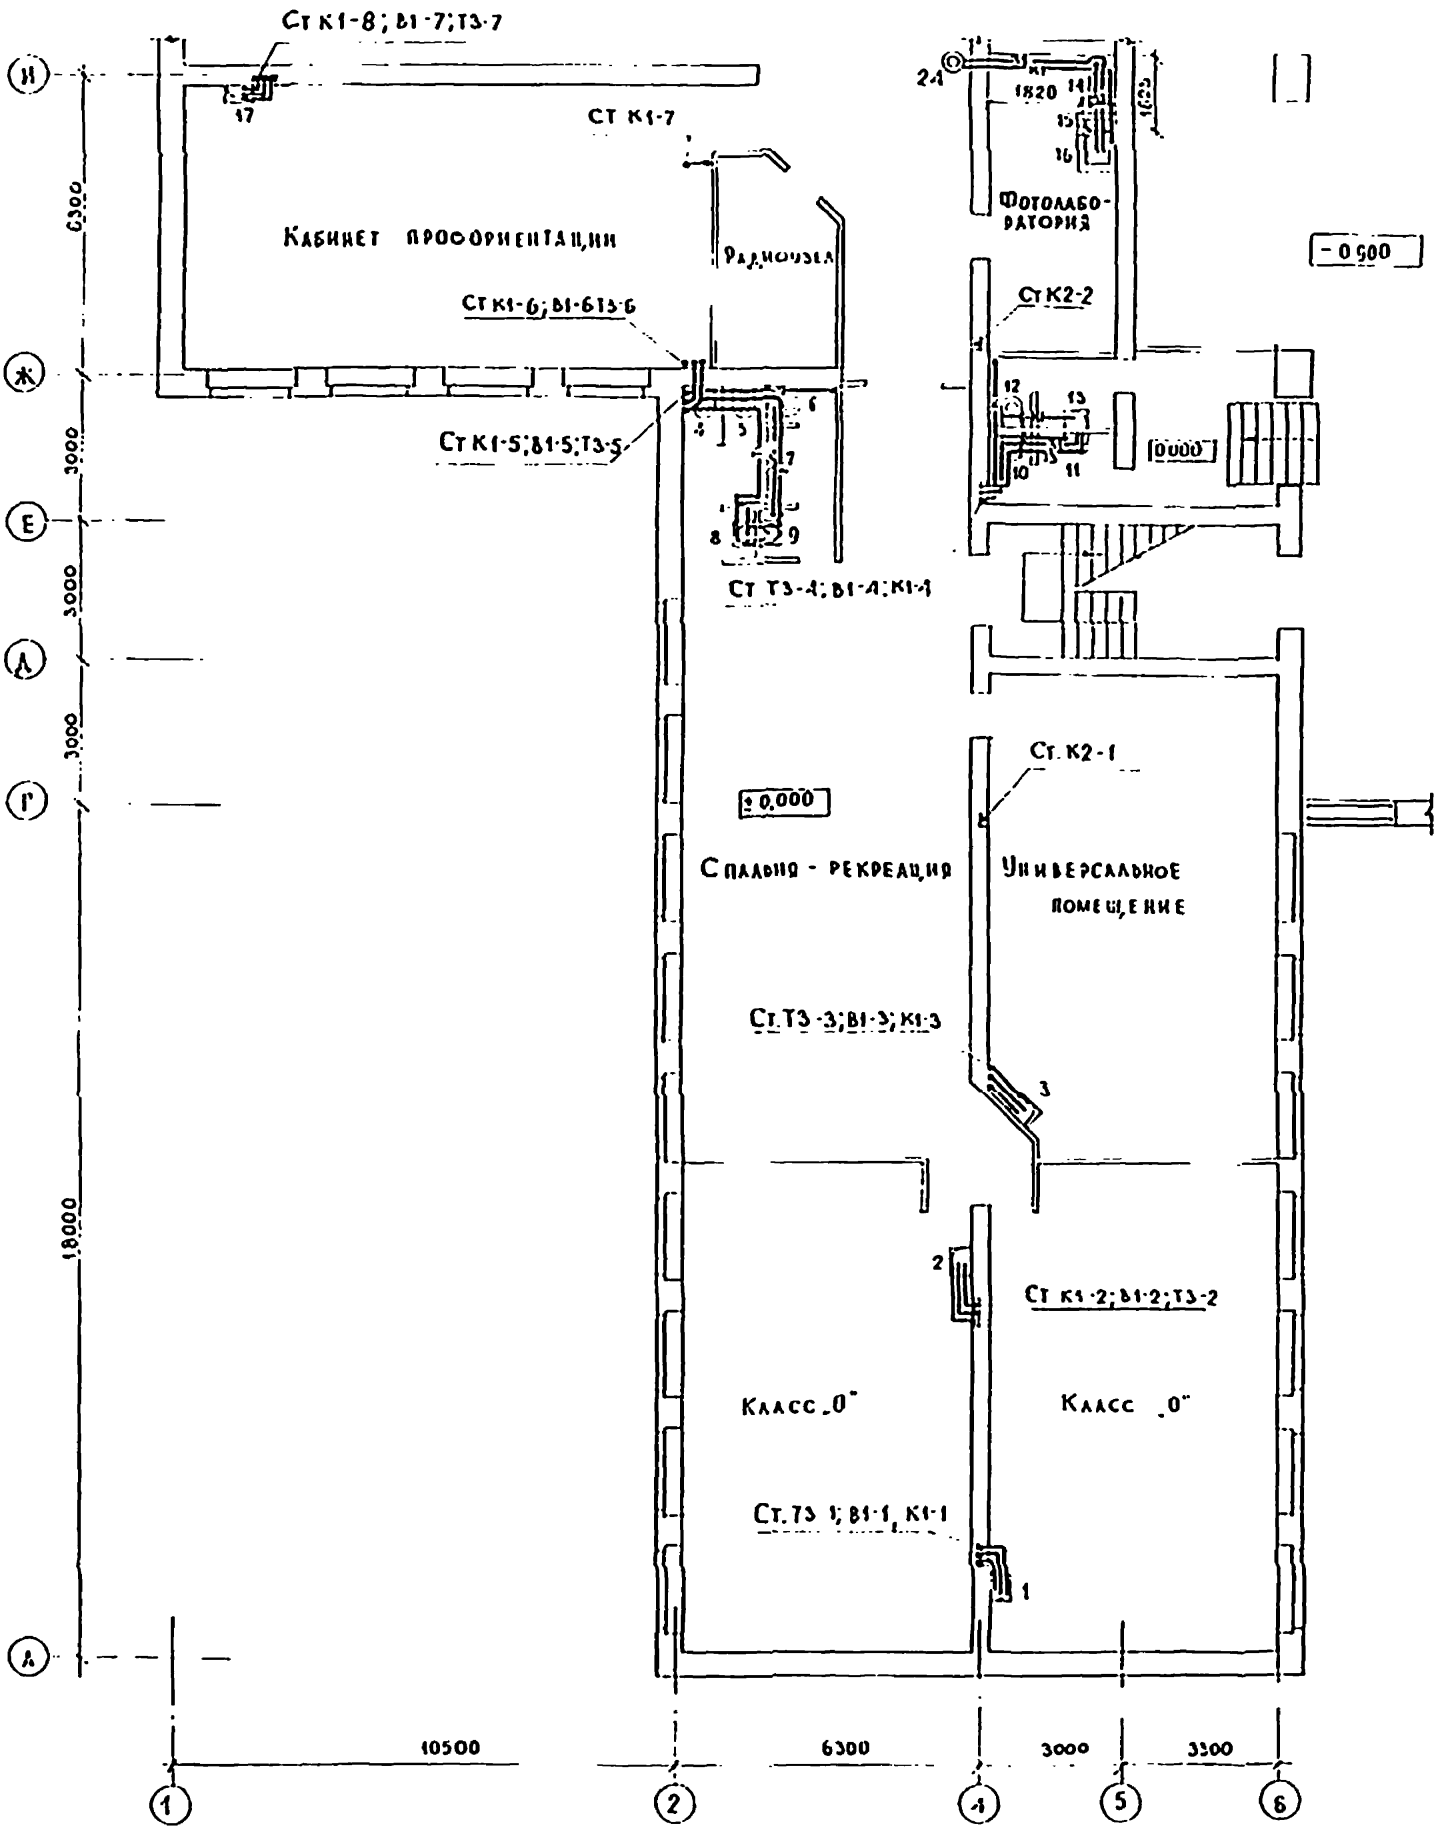 Ст К1-8; В1-7; Т3-7
И
17
СТ К1-7
24
К1
1820
14
1625
15
16
6300
Кабинет профориентации
Радиоузел
Фотолабо-
ратория
-0.900
Ст К1-6; В1-6 Т3-6
Ст К2-2
Ж
12
13
6
4
5
Ст К1-5; В1-5; Т3-5
0.000
3000
7
10
11
Е
8
9
Ст Т3-4; В1-4; К1-4
3000
Д
3000
Ст. К2-1
Г
± 0,000
Спальня - рекреация
Универсальное
помещение
Ст. Т3-3; В1-3; К1-3
3
18000
2
Ст К1-2; В1-2; Т3-2
Класс „0"
Класс „0"
Ст. Т3 1; В1-1, К1-1
1
А
10500
6300
3000
3300
1
2
4
5
6